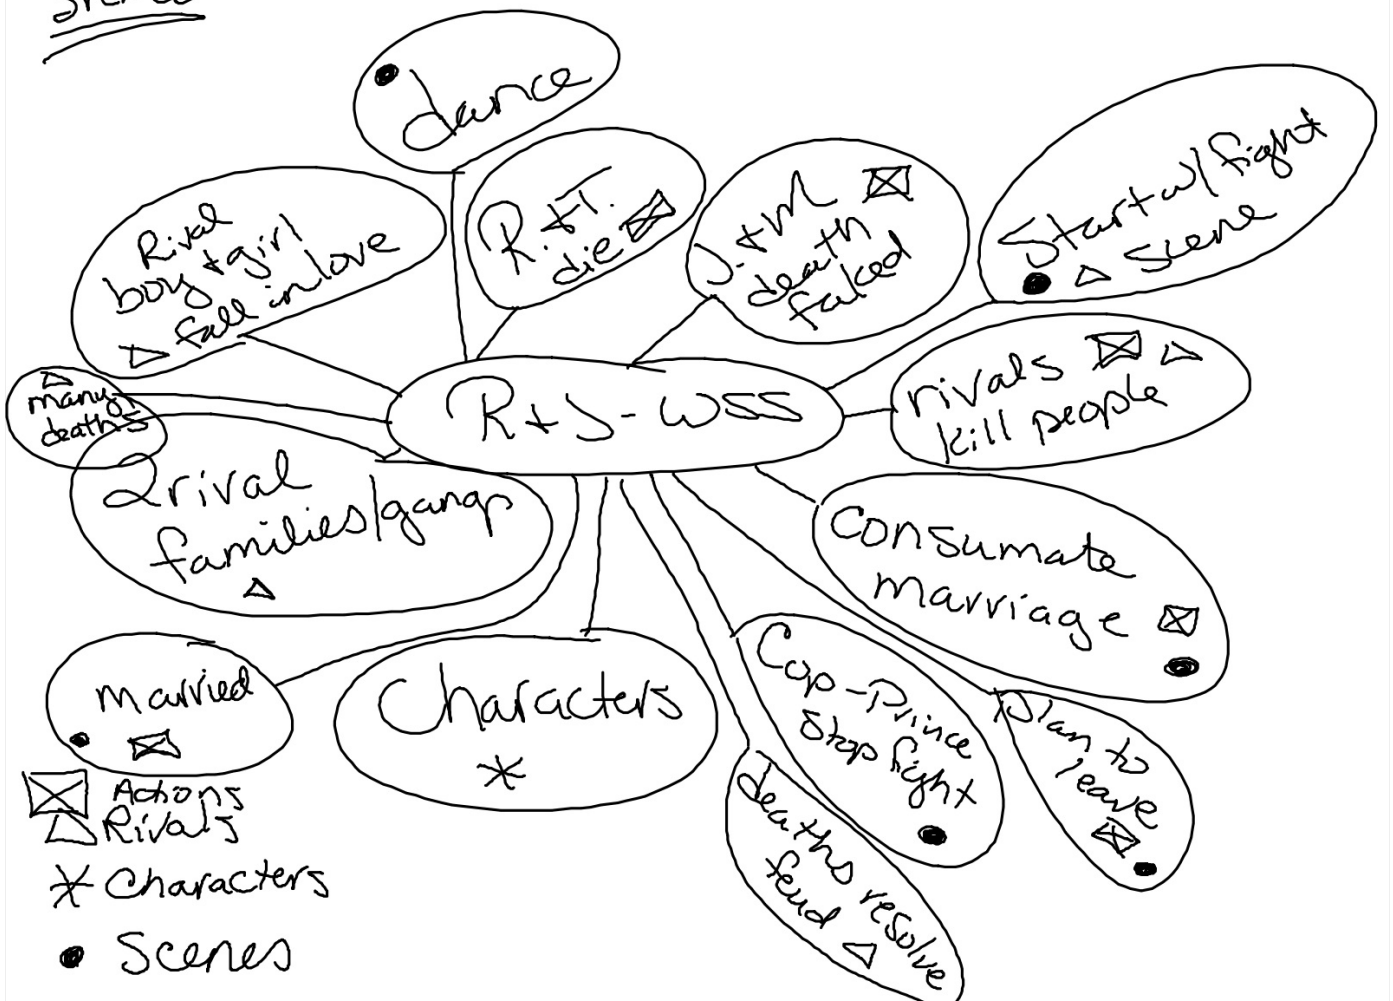 dance
R. + T.
die
J. + M
death
faked
Start w/ fight
scene
Rival
boy + girl
fall in love
many
deaths
R + J - WSS
rivals
kill people
2 rival
families/gangs
consumate
marriage
married
Characters
Cop-Prince
Stop fight
plan to
leave
deaths resolve
feud
Actions
Rivals
Characters
Scenes